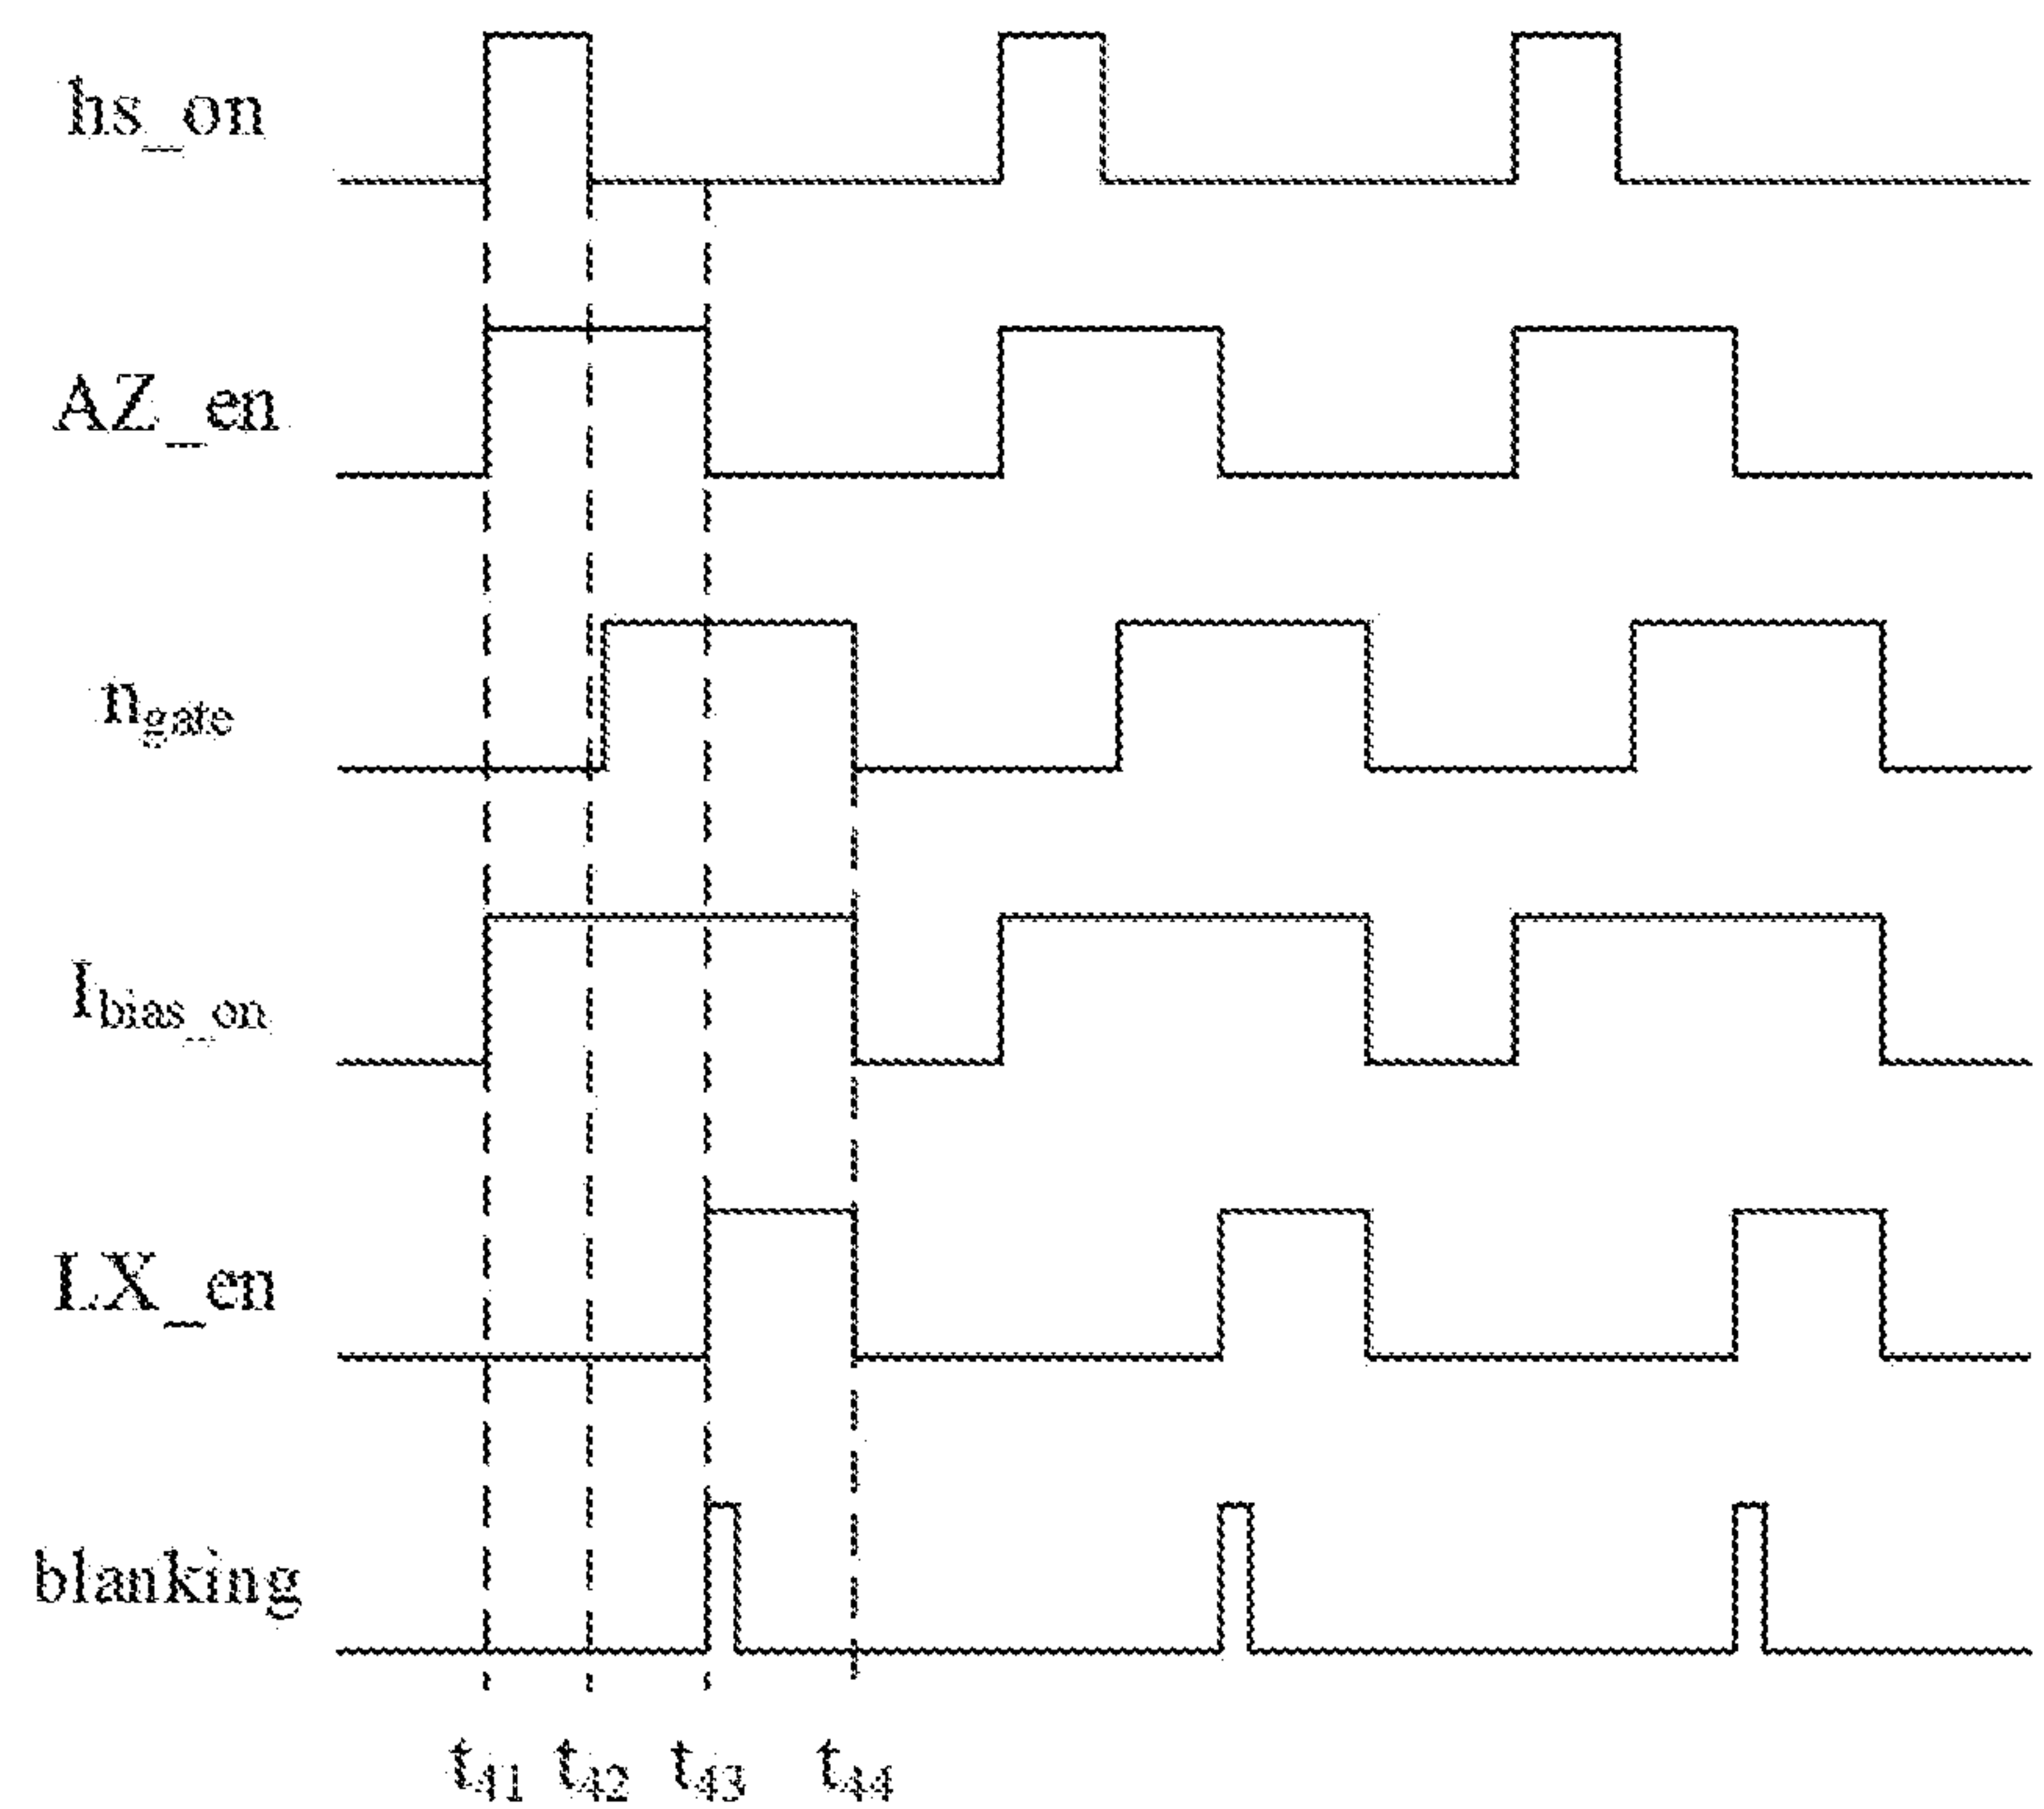 hs_on
AZ_en
ngate
Ibias_on
LX_en
blanking
t41 t42 t43 t44